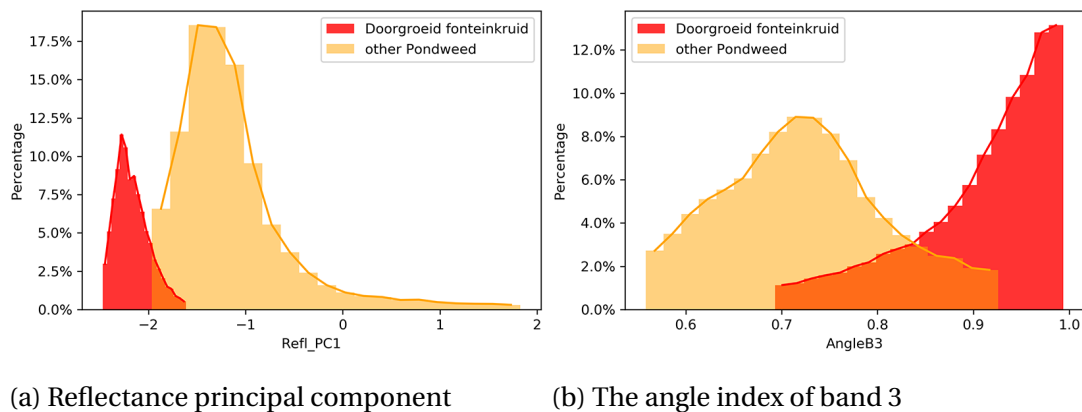 Doorgroeid fonteinkruid
other Pondweed
17.5%
15.0%
12.5%
10.0%
7.5%
5.0%
2.5%
0.0%
Percentage
−2
−1
0
1
2
Refl_PC1
Doorgroeid fonteinkruid
other Pondweed
12.0%
10.0%
8.0%
6.0%
4.0%
2.0%
0.0%
Percentage
0.6
0.7
0.8
0.9
1.0
AngleB3
(a) Reflectance principal component
(b) The angle index of band 3